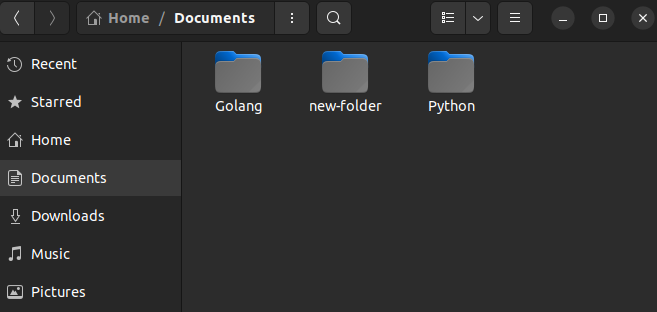 Home / Documents
Recent
Starred
Home
Documents
Downloads
Music
Pictures
Golang
new-folder
Python